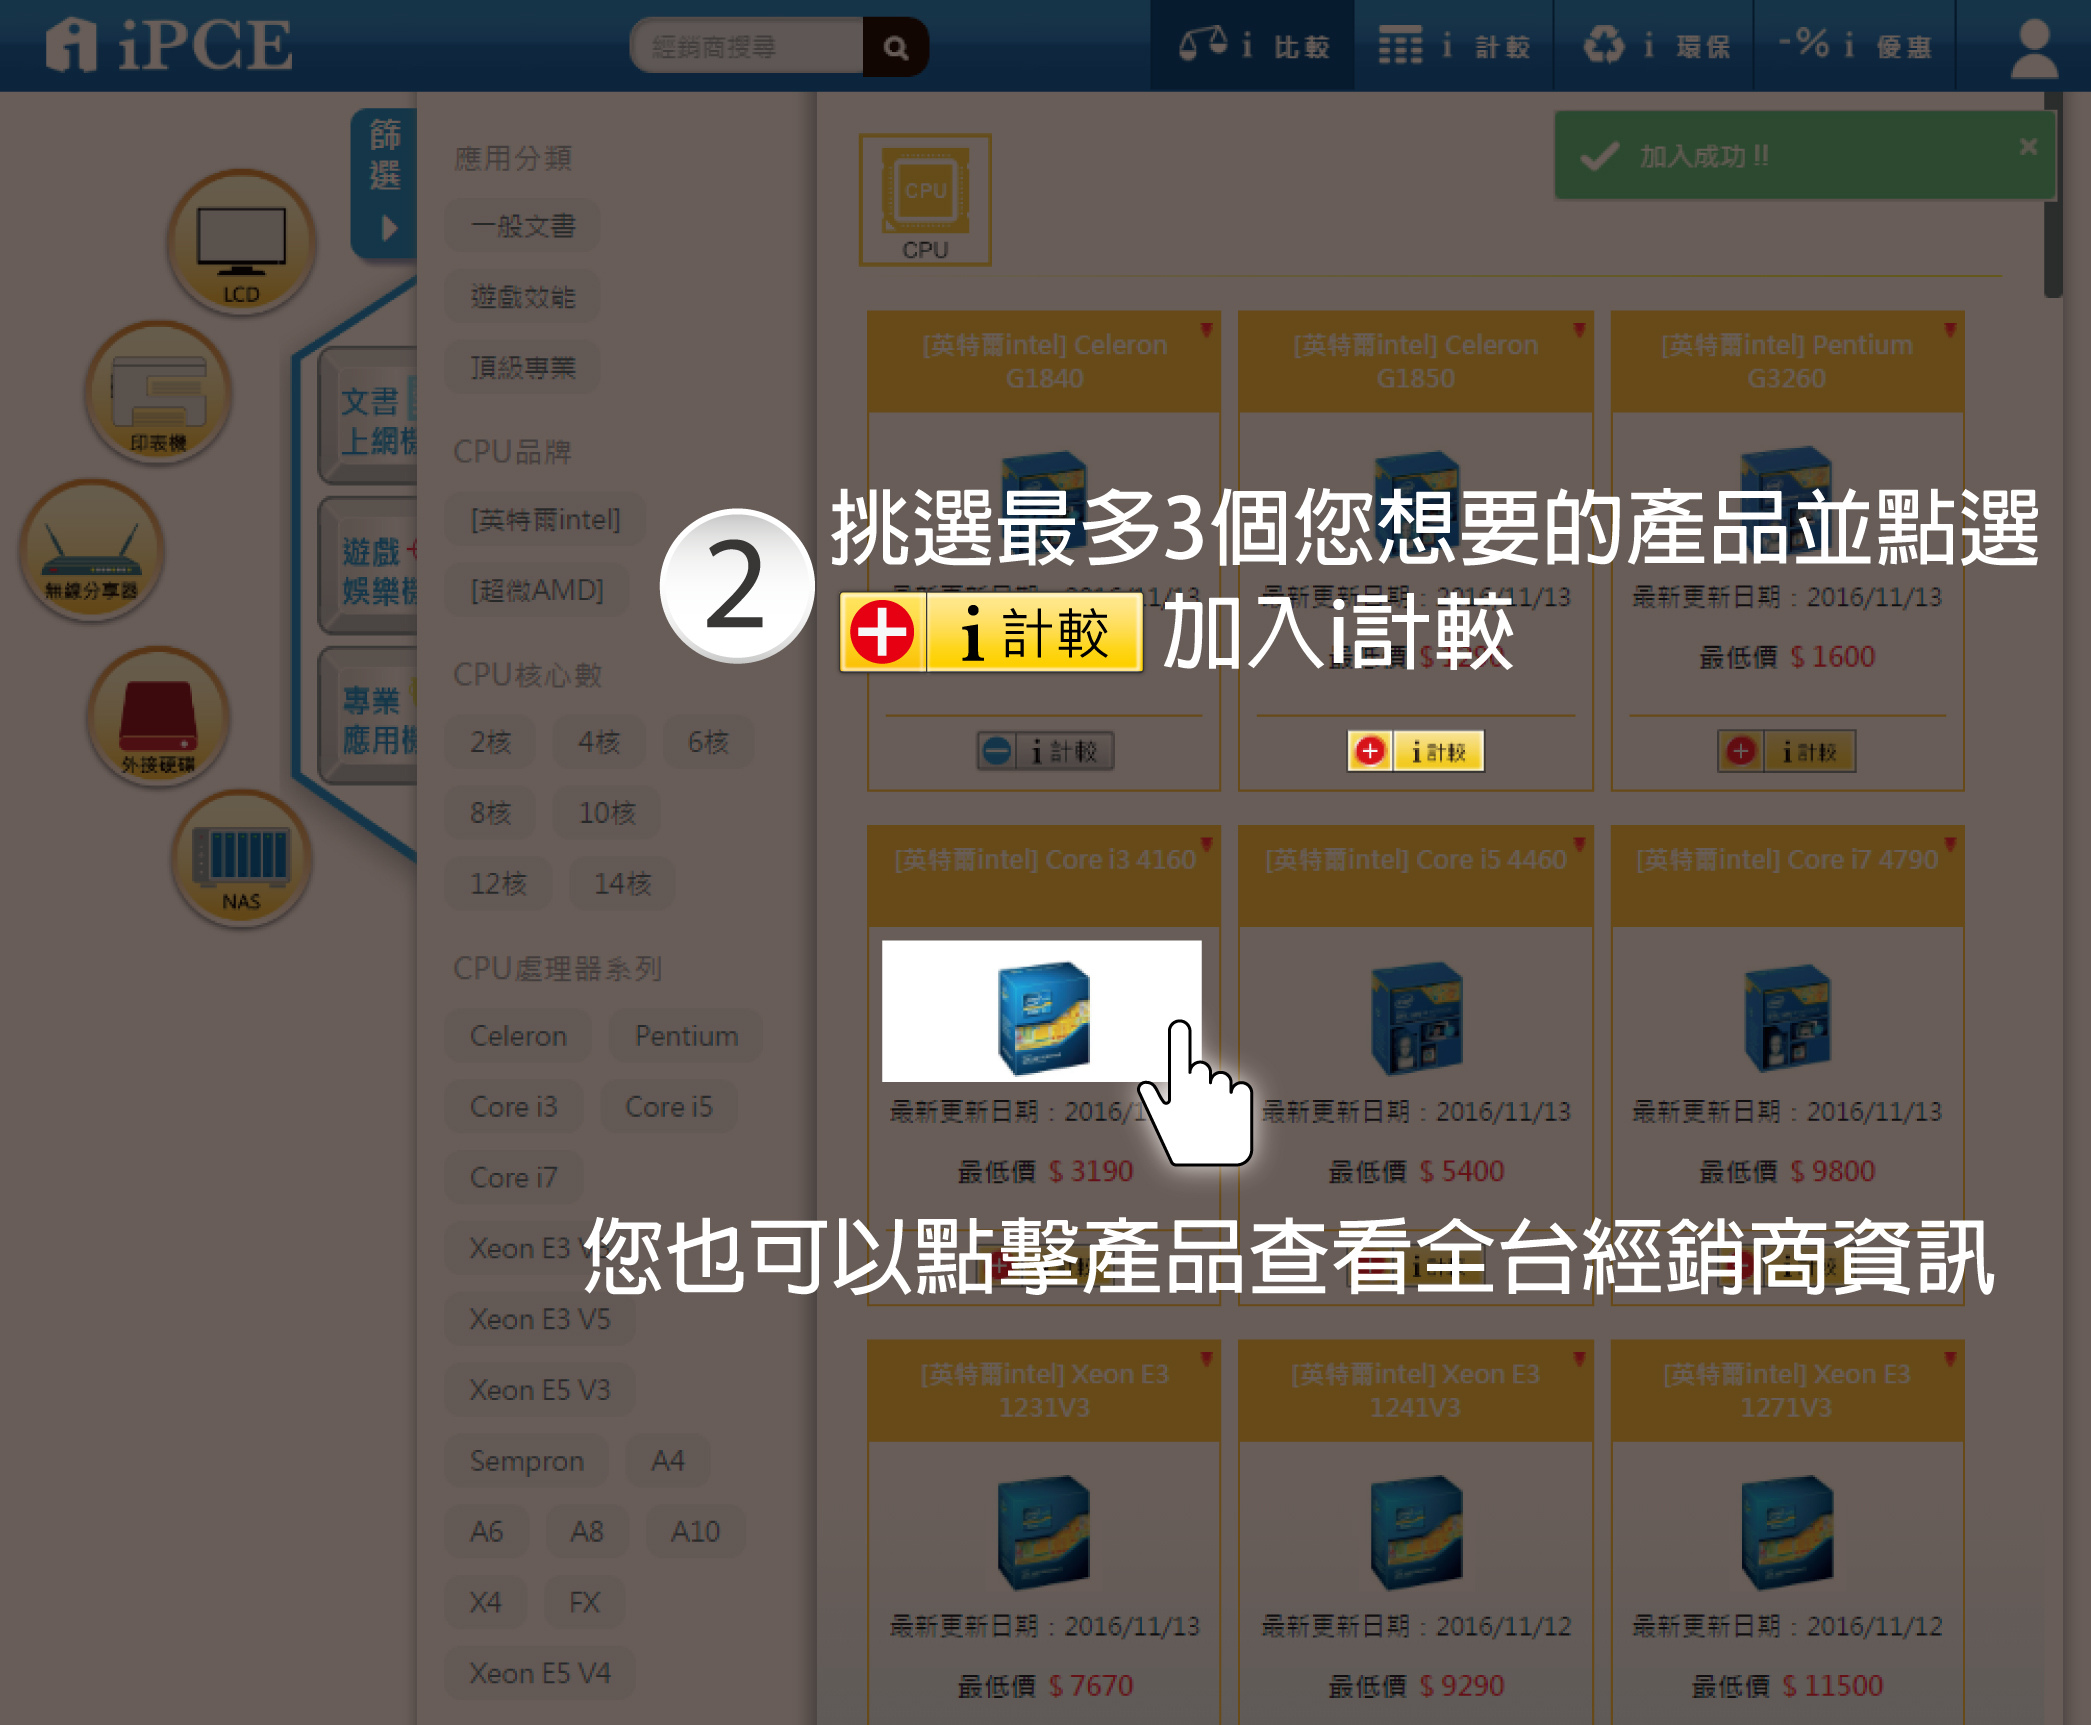 iPCE
經銷商搜尋
i 比較
i 計較
i 環保
-% i 優惠
篩選
加入成功 !!
LCD
印表機
無線分享器
外接硬碟
NAS
文書
上網機
遊戲
娛樂機
專業
應用機
應用分類
一般文書
遊戲效能
頂級專業
CPU品牌
[英特爾intel]
[超微AMD]
CPU核心數
2核 4核 6核
8核 10核
12核 14核
CPU處理器系列
Celeron Pentium
Core i3 Core i5
Core i7
Xeon E3 V3
Xeon E3 V5
Xeon E5 V3
Sempron A4
A6 A8 A10
X4 FX
Xeon E5 V4
CPU
CPU
[英特爾intel] Celeron
G1840
[英特爾intel] Celeron
G1850
[英特爾intel] Pentium
G3260
2
挑選最多3個您想要的產品並點選
i 計較 加入i計較
最新更新日期：2016/11/13
最低價 $ 1600
i 計較
i 計較
i 計較
[英特爾intel] Core i3 4160
[英特爾intel] Core i5 4460
[英特爾intel] Core i7 4790
最新更新日期：2016/1
最低價 $ 3190
最新更新日期：2016/11/13
最低價 $ 5400
最新更新日期：2016/11/13
最低價 $ 9800
您也可以點擊產品查看全台經銷商資訊
[英特爾intel] Xeon E3
1231V3
[英特爾intel] Xeon E3
1241V3
[英特爾intel] Xeon E3
1271V3
最新更新日期：2016/11/13
最低價 $ 7670
最新更新日期：2016/11/12
最低價 $ 9290
最新更新日期：2016/11/12
最低價 $ 11500